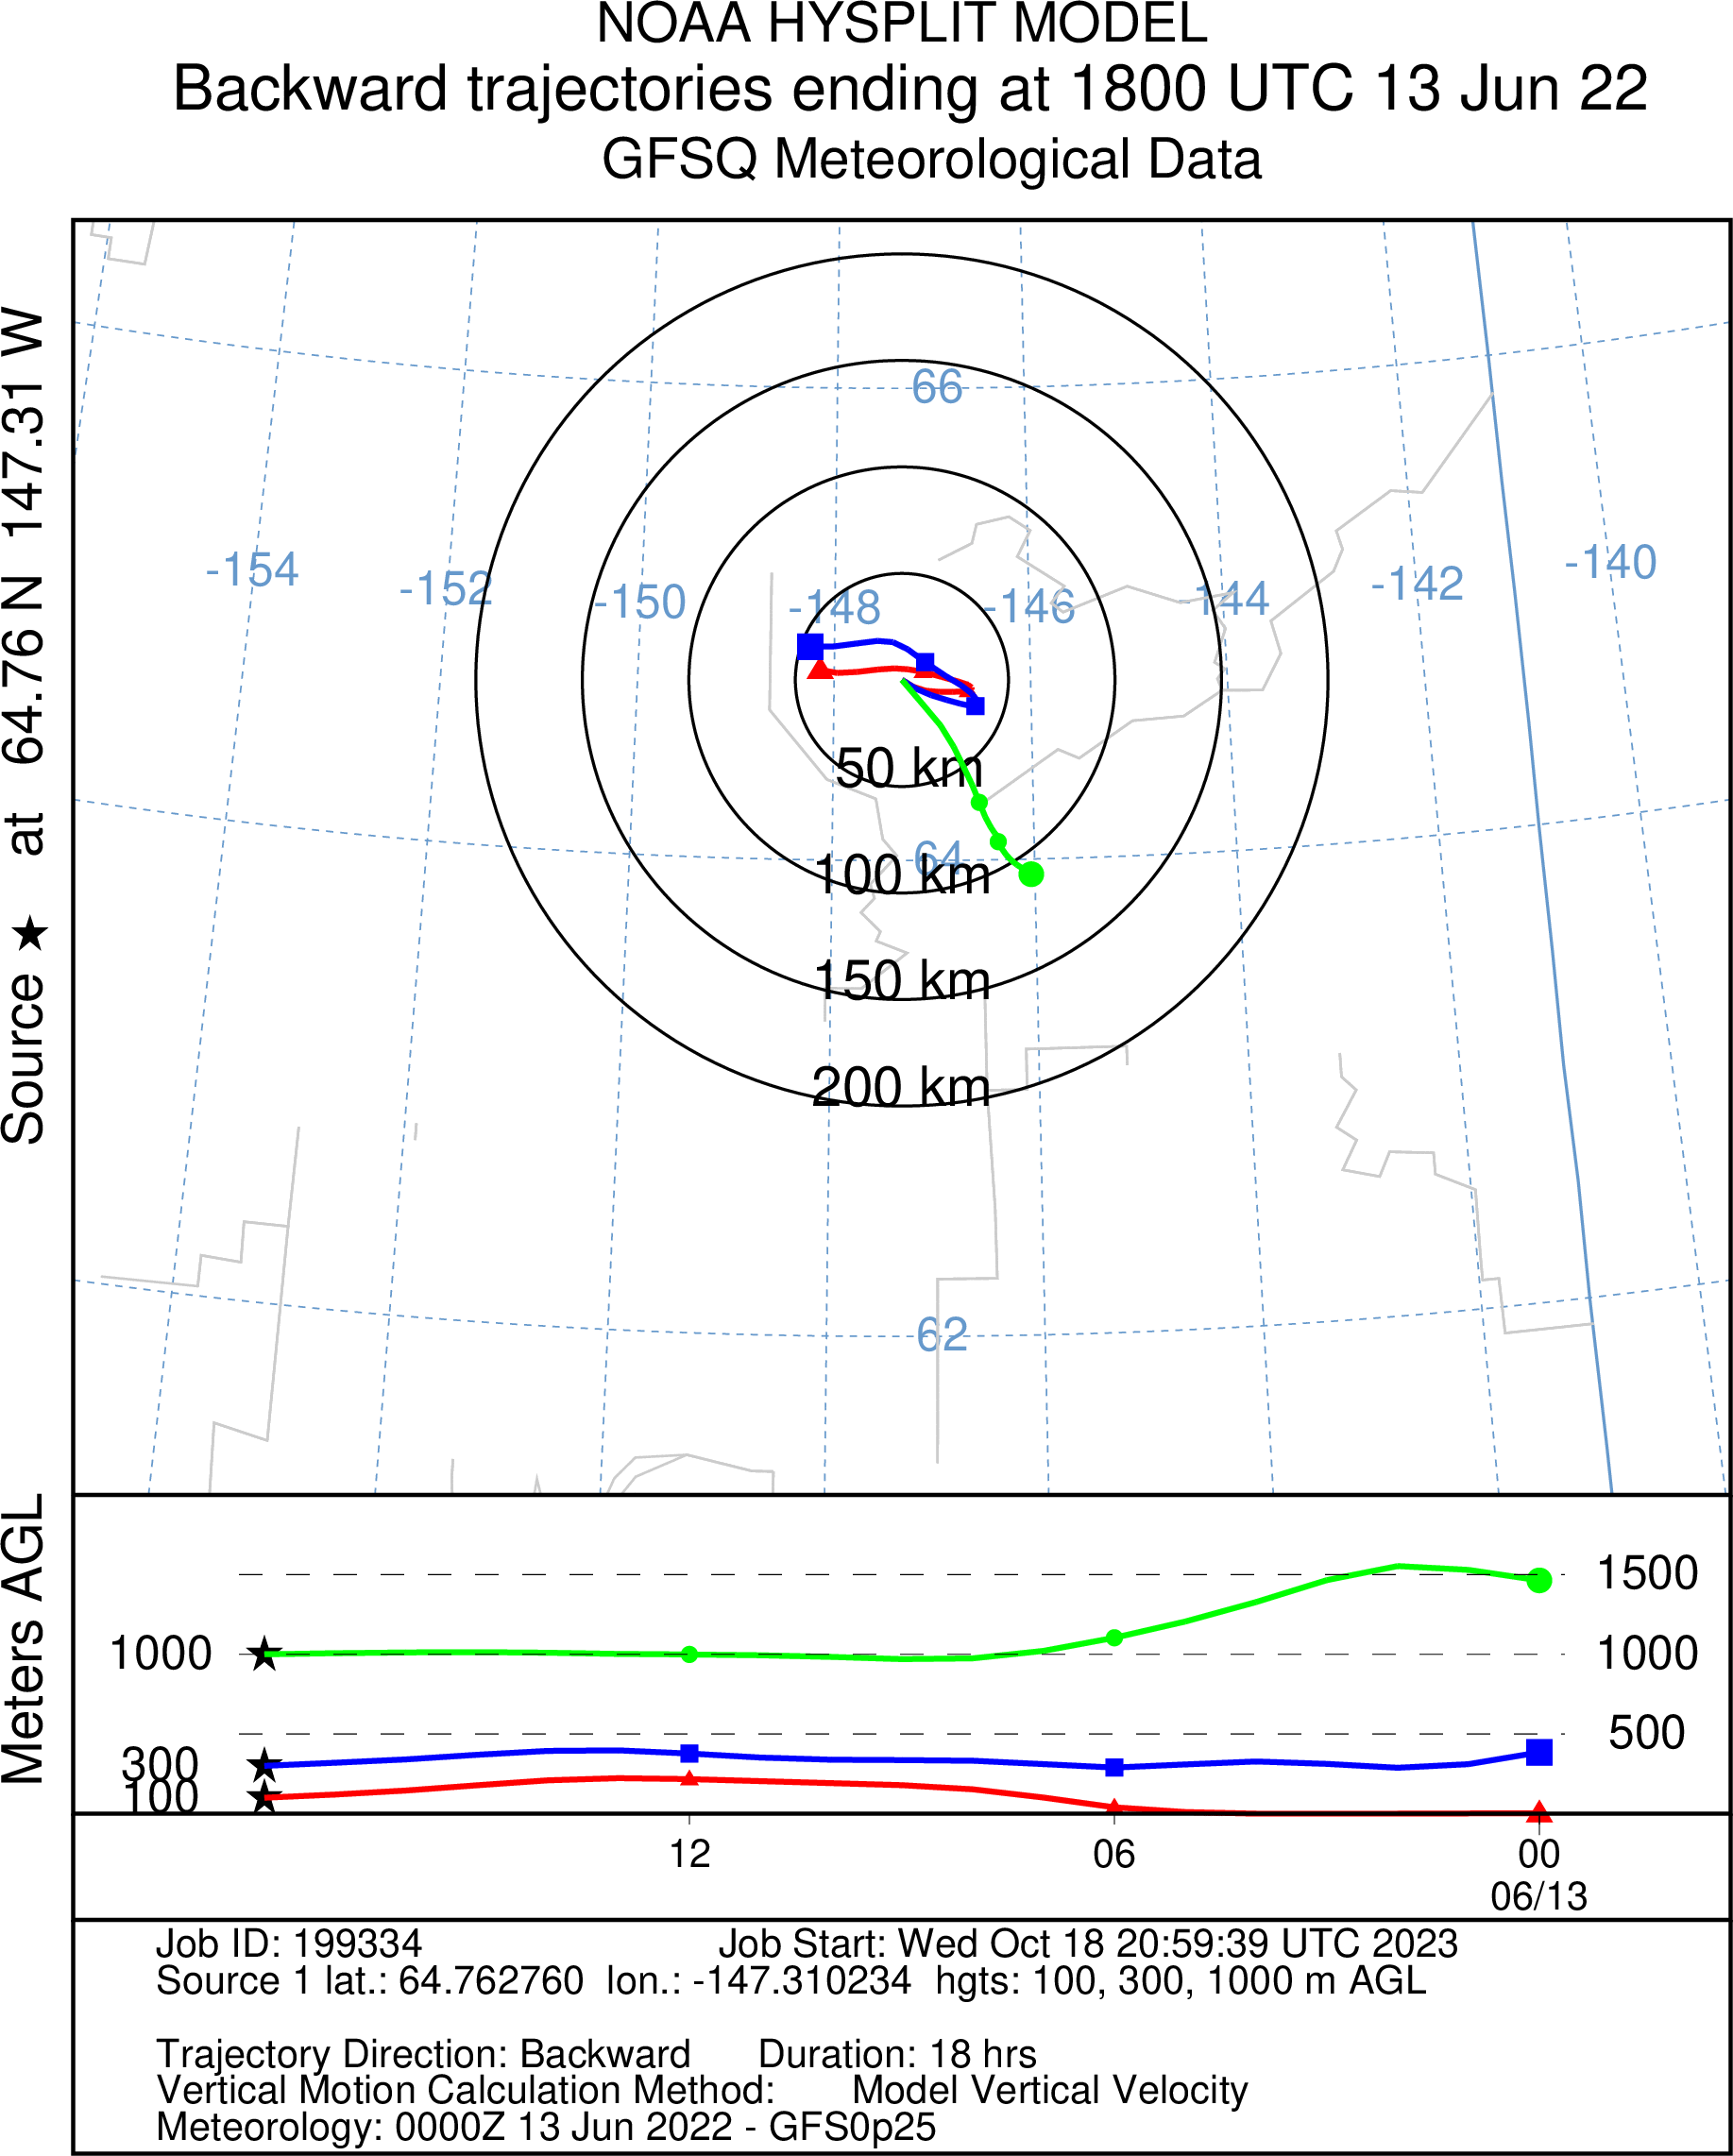 NOAA HYSPLIT MODEL
Backward trajectories ending at 1800 UTC 13 Jun 22
GFSQ Meteorological Data
Source ★ at 64.76 N 147.31 W
66
-154
-152
-150
-148
-146
-144
-142
-140
50 km
64
100 km
150 km
200 km
62
Meters AGL
1500
1000
1000
500
300
100
12
06
00
06/13
Job ID: 199334 Job Start: Wed Oct 18 20:59:39 UTC 2023
Source 1 lat.: 64.762760 lon.: -147.310234 hgts: 100, 300, 1000 m AGL
Trajectory Direction: Backward Duration: 18 hrs
Vertical Motion Calculation Method: Model Vertical Velocity
Meteorology: 0000Z 13 Jun 2022 - GFS0p25